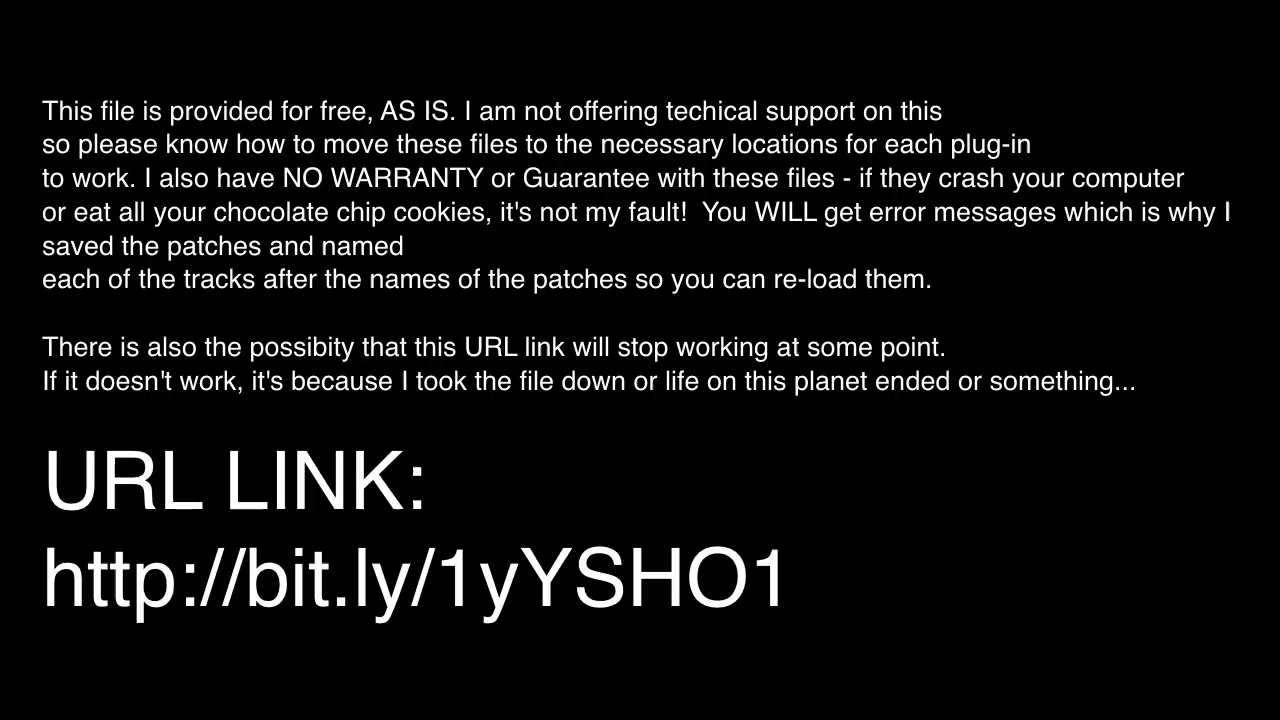 This file is provided for free, AS IS. I am not offering techical support on this
so please know how to move these files to the necessary locations for each plug-in
to work. I also have NO WARRANTY or Guarantee with these files - if they crash your computer
or eat all your chocolate chip cookies, it's not my fault!  You WILL get error messages which is why I
saved the patches and named
each of the tracks after the names of the patches so you can re-load them.
There is also the possibity that this URL link will stop working at some point.
If it doesn't work, it's because I took the file down or life on this planet ended or something...
URL LINK:
http://bit.ly/1yYSHO1